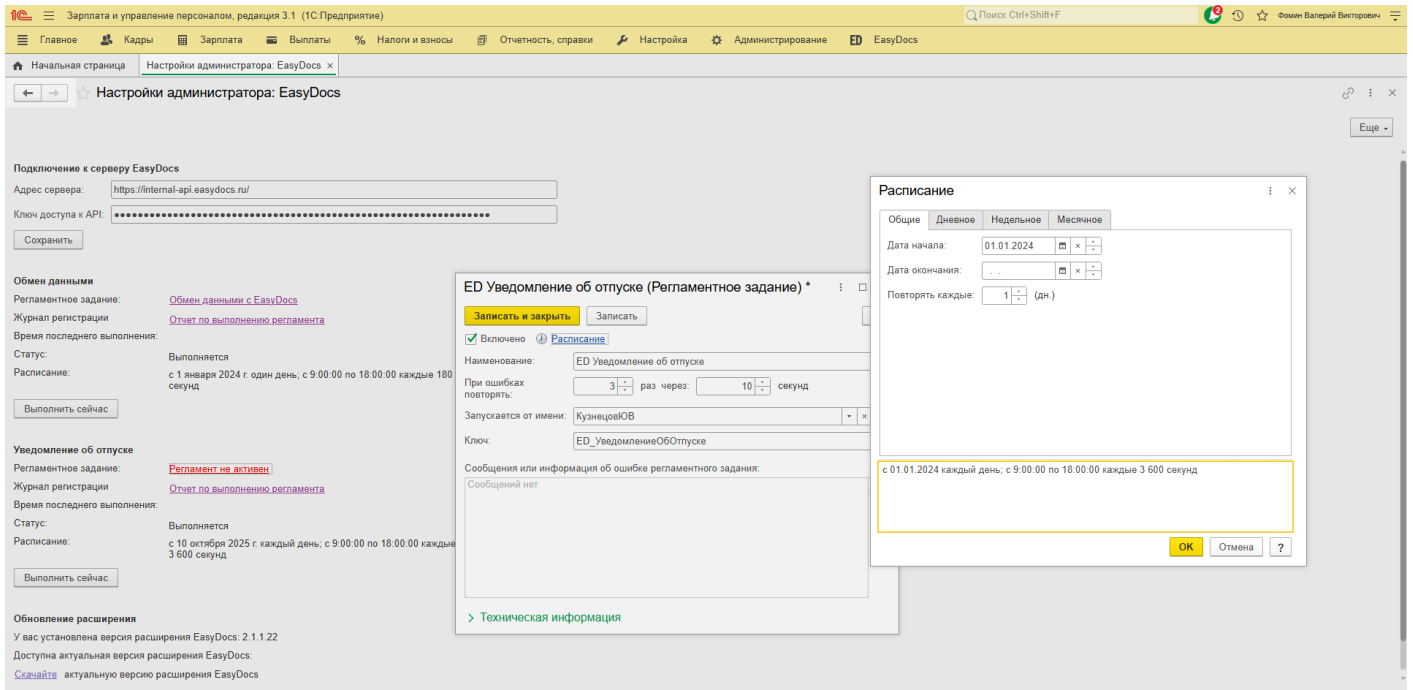 1С Зарплата и управление персоналом, редакция 3.1 (1С:Предприятие) Поиск Ctrl+Shift+F 2 Фомин Валерий Викторович
Главное Кадры Зарплата Выплаты % Налоги и взносы Отчетность, справки Настройка Администрирование ED EasyDocs
Начальная страница Настройки администратора: EasyDocs ×
Настройки администратора: EasyDocs
Еще
Подключение к серверу EasyDocs
Адрес сервера: https://internal-api.easydocs.ru/
Ключ доступа к API:
Сохранить
Обмен данными
Регламентное задание: Обмен данными с EasyDocs
Журнал регистрации Отчет по выполнению регламента
Время последнего выполнения:
Статус: Выполняется
Расписание: с 1 января 2024 г. один день; с 9:00:00 по 18:00:00 каждые 180
секунд
Выполнить сейчас
Уведомление об отпуске
Регламентное задание: Регламент не активен
Журнал регистрации Отчет по выполнению регламента
Время последнего выполнения:
Статус: Выполняется
Расписание: с 10 октября 2025 г. каждый день; с 9:00:00 по 18:00:00 каждые
3 600 секунд
Выполнить сейчас
Обновление расширения
У вас установлена версия расширения EasyDocs: 2.1.1.22
Доступна актуальная версия расширения EasyDocs:
Скачайте актуальную версию расширения EasyDocs
ED Уведомление об отпуске (Регламентное задание) *
Записать и закрыть Записать
Включено Расписание
Наименование: ED Уведомление об отпуске
При ошибках
повторять: 3 раз через: 10 секунд
Запускается от имени: КузнецовЮВ
Ключ: ED_УведомлениеОбОтпуске
Сообщения или информация об ошибке регламентного задания:
Сообщений нет
Техническая информация
Расписание
Общие Дневное Недельное Месячное
Дата начала: 01.01.2024
Дата окончания: . .
Повторять каждые: 1 (дн.)
с 01.01.2024 каждый день; с 9:00:00 по 18:00:00 каждые 3 600 секунд
ОК Отмена ?